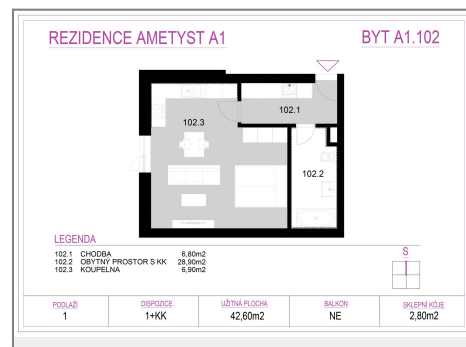 REZIDENCE AMETYST A1
BYT A1.102
102.1
102.3
102.2
LEGENDA
102.1 CHODBA 6,80m2
102.2 OBYTNÝ PROSTOR S KK 28,90m2
102.3 KOUPELNA 6,90m2
S
PODLAŽÍ DISPOZICE UŽITNÁ PLOCHA BALKON SKLEPNÍ KÓJE
1 1+KK 42,60m2 NE 2,80m2